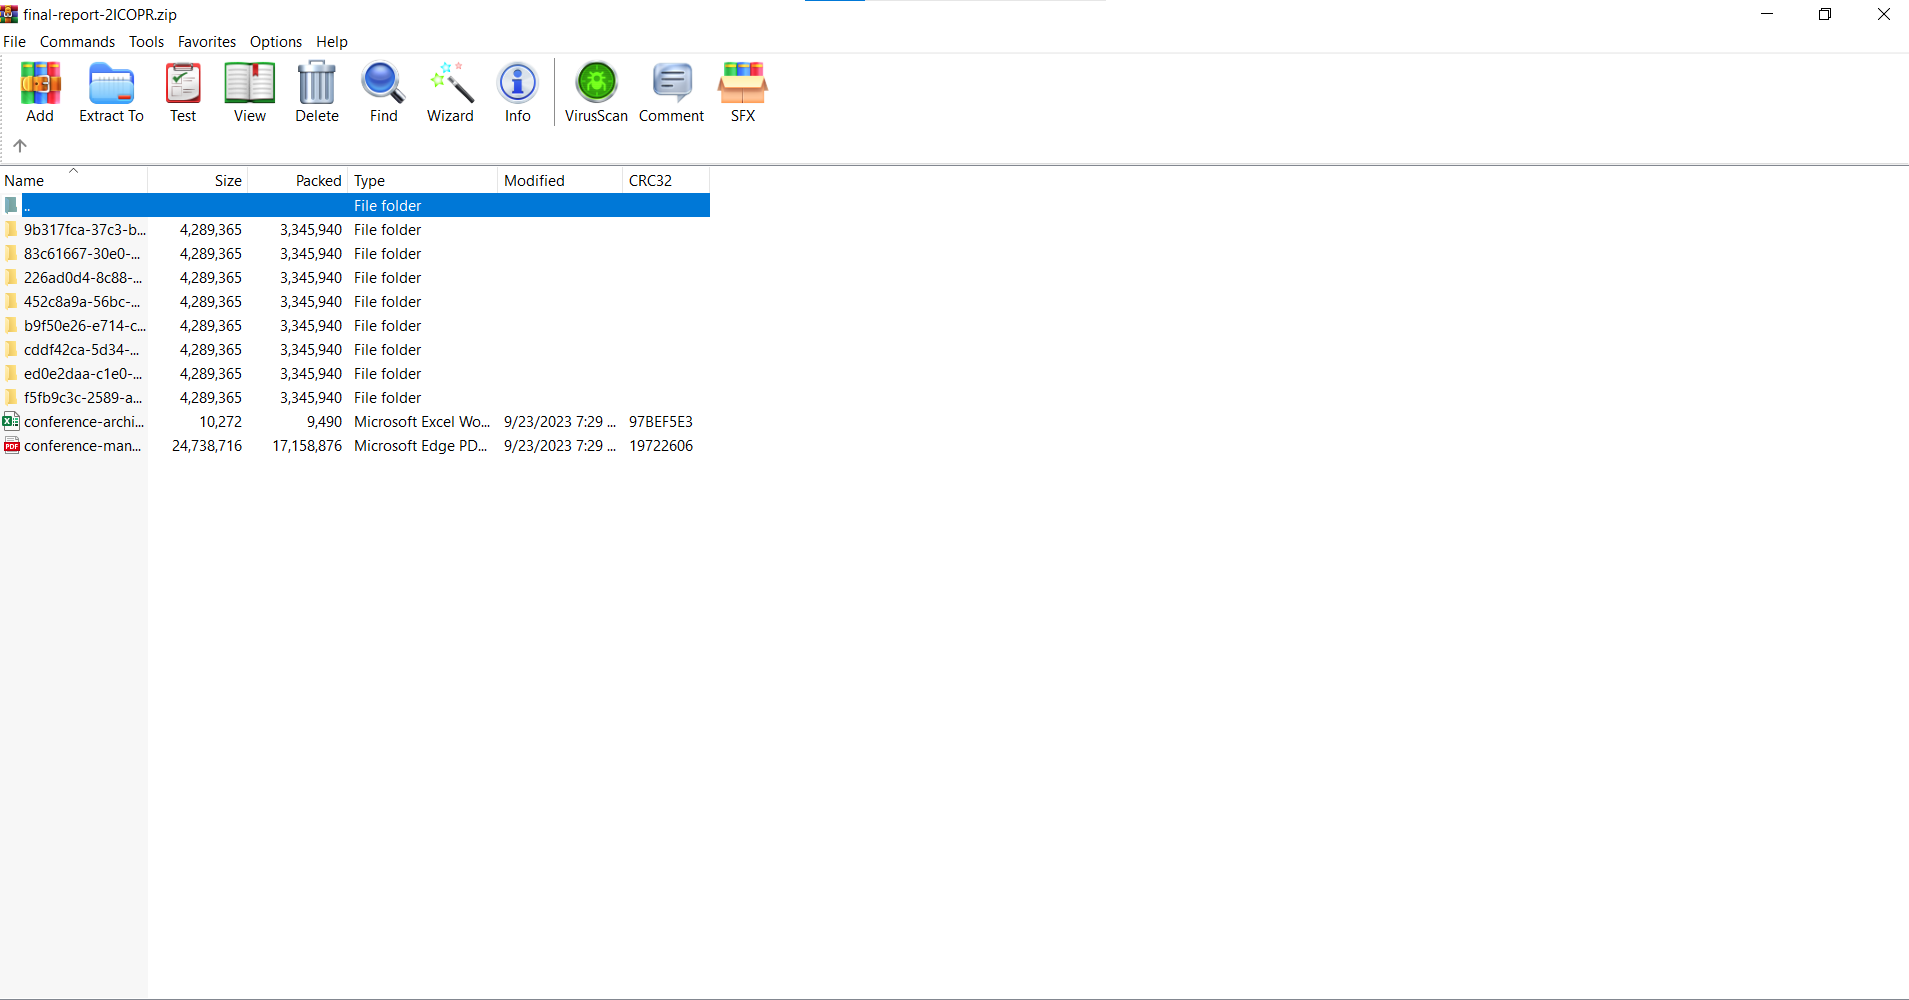 final-report-2ICOPR.zip
File Commands Tools Favorites Options Help
Add Extract To Test View Delete Find Wizard Info VirusScan Comment SFX
Name Size Packed Type Modified CRC32
.. File folder
9b317fca-37c3-b... 4,289,365 3,345,940 File folder
83c61667-30e0-... 4,289,365 3,345,940 File folder
226ad0d4-8c88-... 4,289,365 3,345,940 File folder
452c8a9a-56bc-... 4,289,365 3,345,940 File folder
b9f50e26-e714-c... 4,289,365 3,345,940 File folder
cddf42ca-5d34-... 4,289,365 3,345,940 File folder
ed0e2daa-c1e0-... 4,289,365 3,345,940 File folder
f5fb9c3c-2589-a... 4,289,365 3,345,940 File folder
conference-archi... 10,272 9,490 Microsoft Excel Wo... 9/23/2023 7:29 ... 97BEF5E3
conference-man... 24,738,716 17,158,876 Microsoft Edge PD... 9/23/2023 7:29 ... 19722606